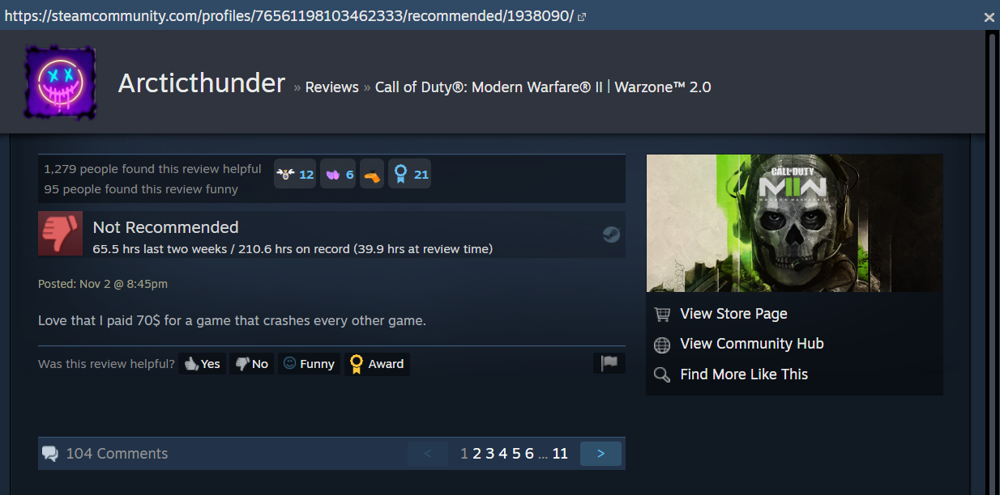 https://steamcommunity.com/profiles/76561198103462333/recommended/1938090/
Arcticthunder » Reviews » Call of Duty®: Modern Warfare® II | Warzone™ 2.0
1,279 people found this review helpful
95 people found this review funny
12 6 21
Not Recommended
65.5 hrs last two weeks / 210.6 hrs on record (39.9 hrs at review time)
Posted: Nov 2 @ 8:45pm
Love that I paid 70$ for a game that crashes every other game.
Was this review helpful? Yes No Funny Award
104 Comments < 1 2 3 4 5 6 ... 11 >
CALL OF DUTY
MWII
View Store Page
View Community Hub
Find More Like This